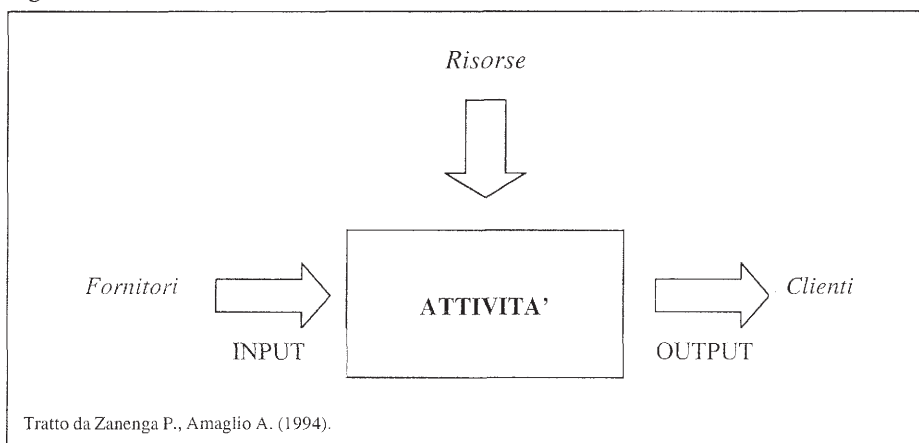 Risorse
Fornitori
ATTIVITA’
Clienti
INPUT
OUTPUT
Tratto da Zanenga P., Amaglio A. (1994).